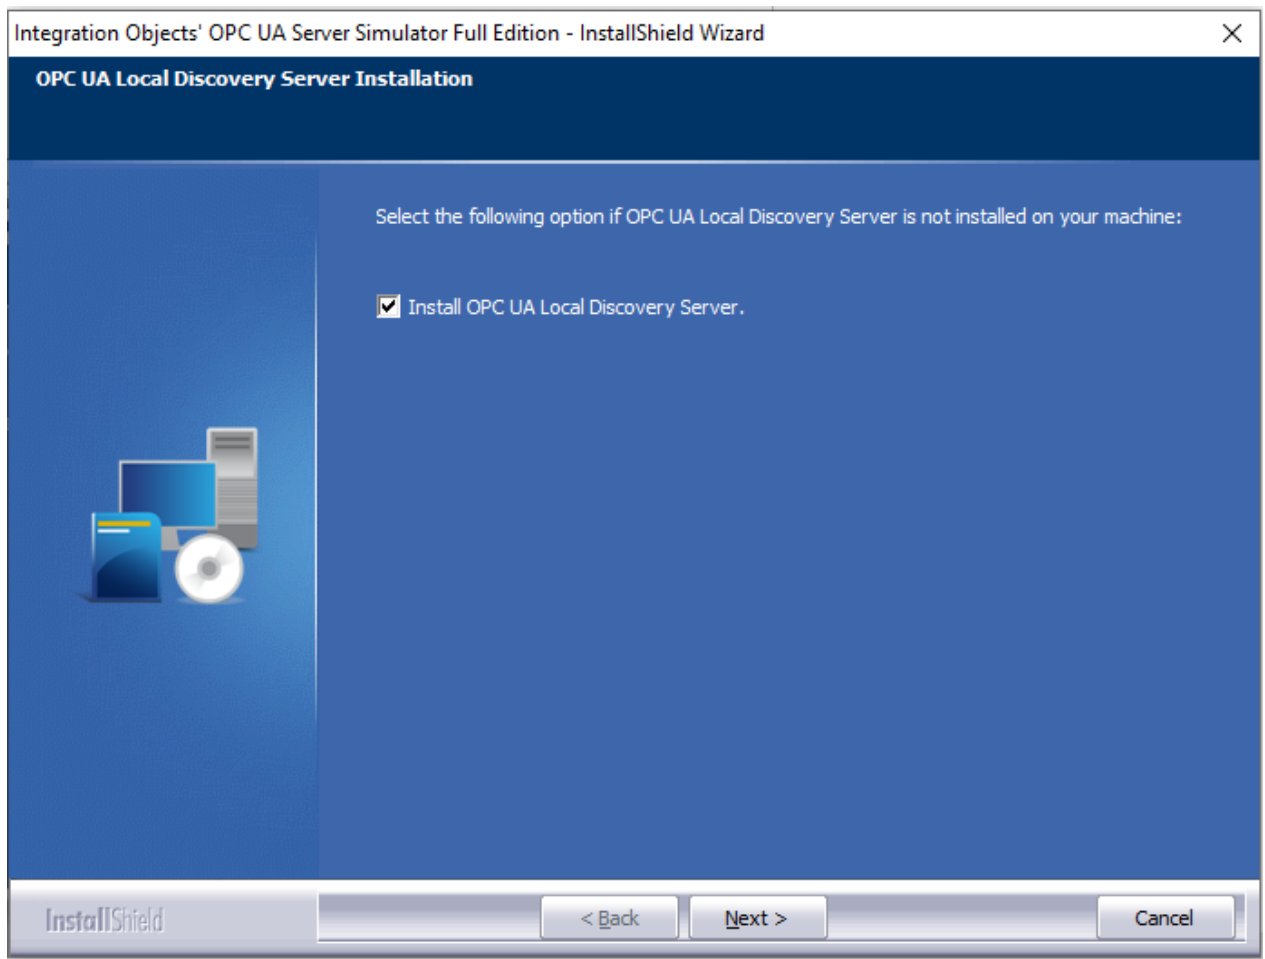 Integration Objects' OPC UA Server Simulator Full Edition - InstallShield Wizard
OPC UA Local Discovery Server Installation
Select the following option if OPC UA Local Discovery Server is not installed on your machine:
Install OPC UA Local Discovery Server.
InstallShield
< Back
Next >
Cancel